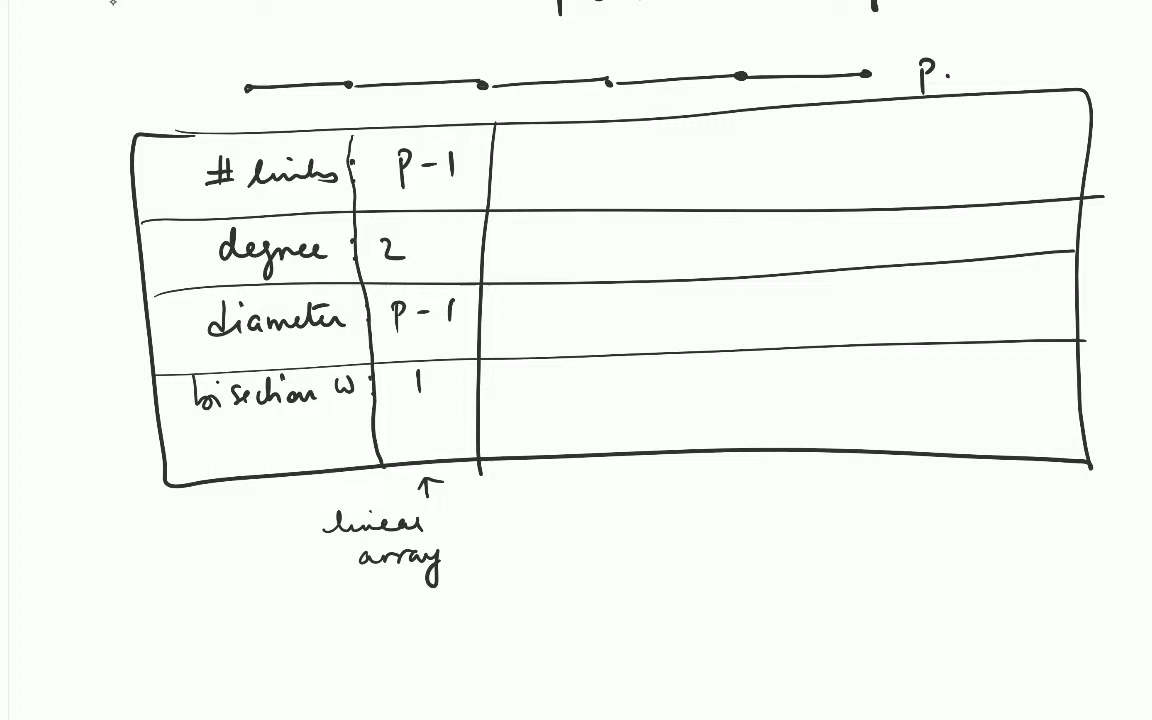 P.
# links : P - 1
degree : 2
diameter : P - 1
bisection w : 1
↑
linear
array